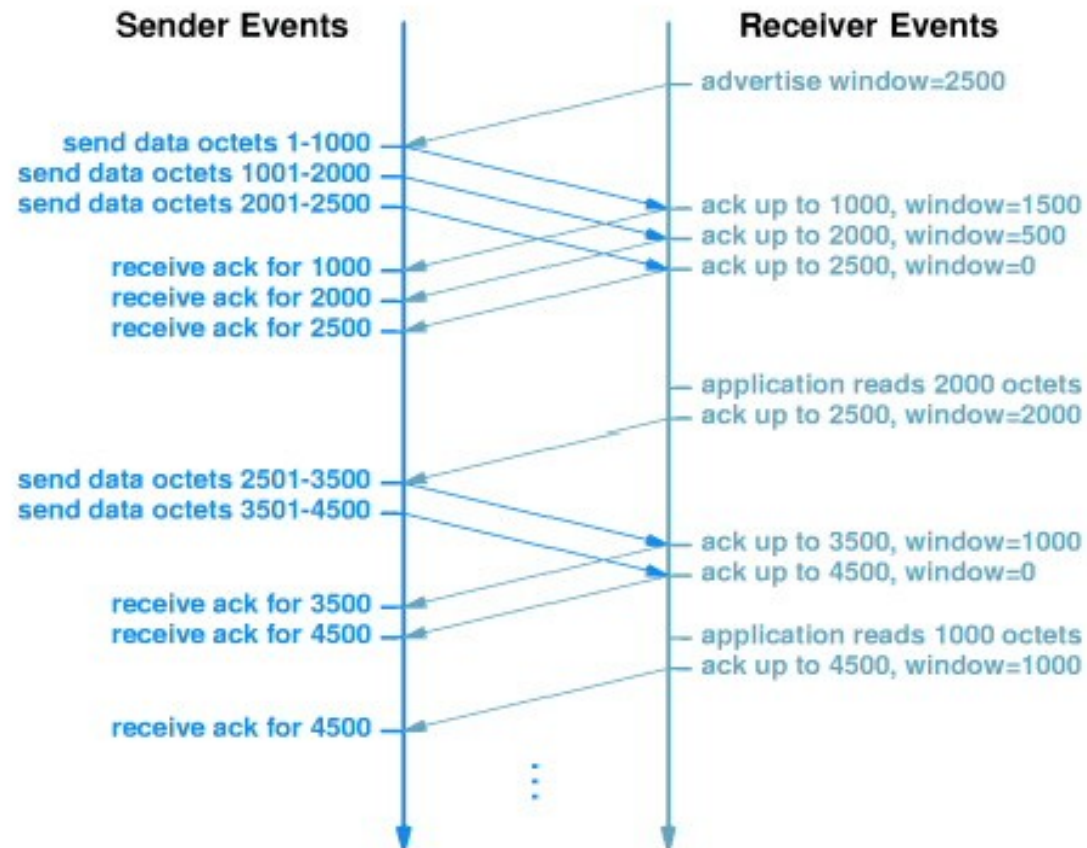 Sender Events
Receiver Events
advertise window=2500
send data octets 1-1000
send data octets 1001-2000
send data octets 2001-2500
ack up to 1000, window=1500
ack up to 2000, window=500
ack up to 2500, window=0
receive ack for 1000
receive ack for 2000
receive ack for 2500
application reads 2000 octets
ack up to 2500, window=2000
send data octets 2501-3500
send data octets 3501-4500
ack up to 3500, window=1000
ack up to 4500, window=0
receive ack for 3500
receive ack for 4500
application reads 1000 octets
ack up to 4500, window=1000
receive ack for 4500